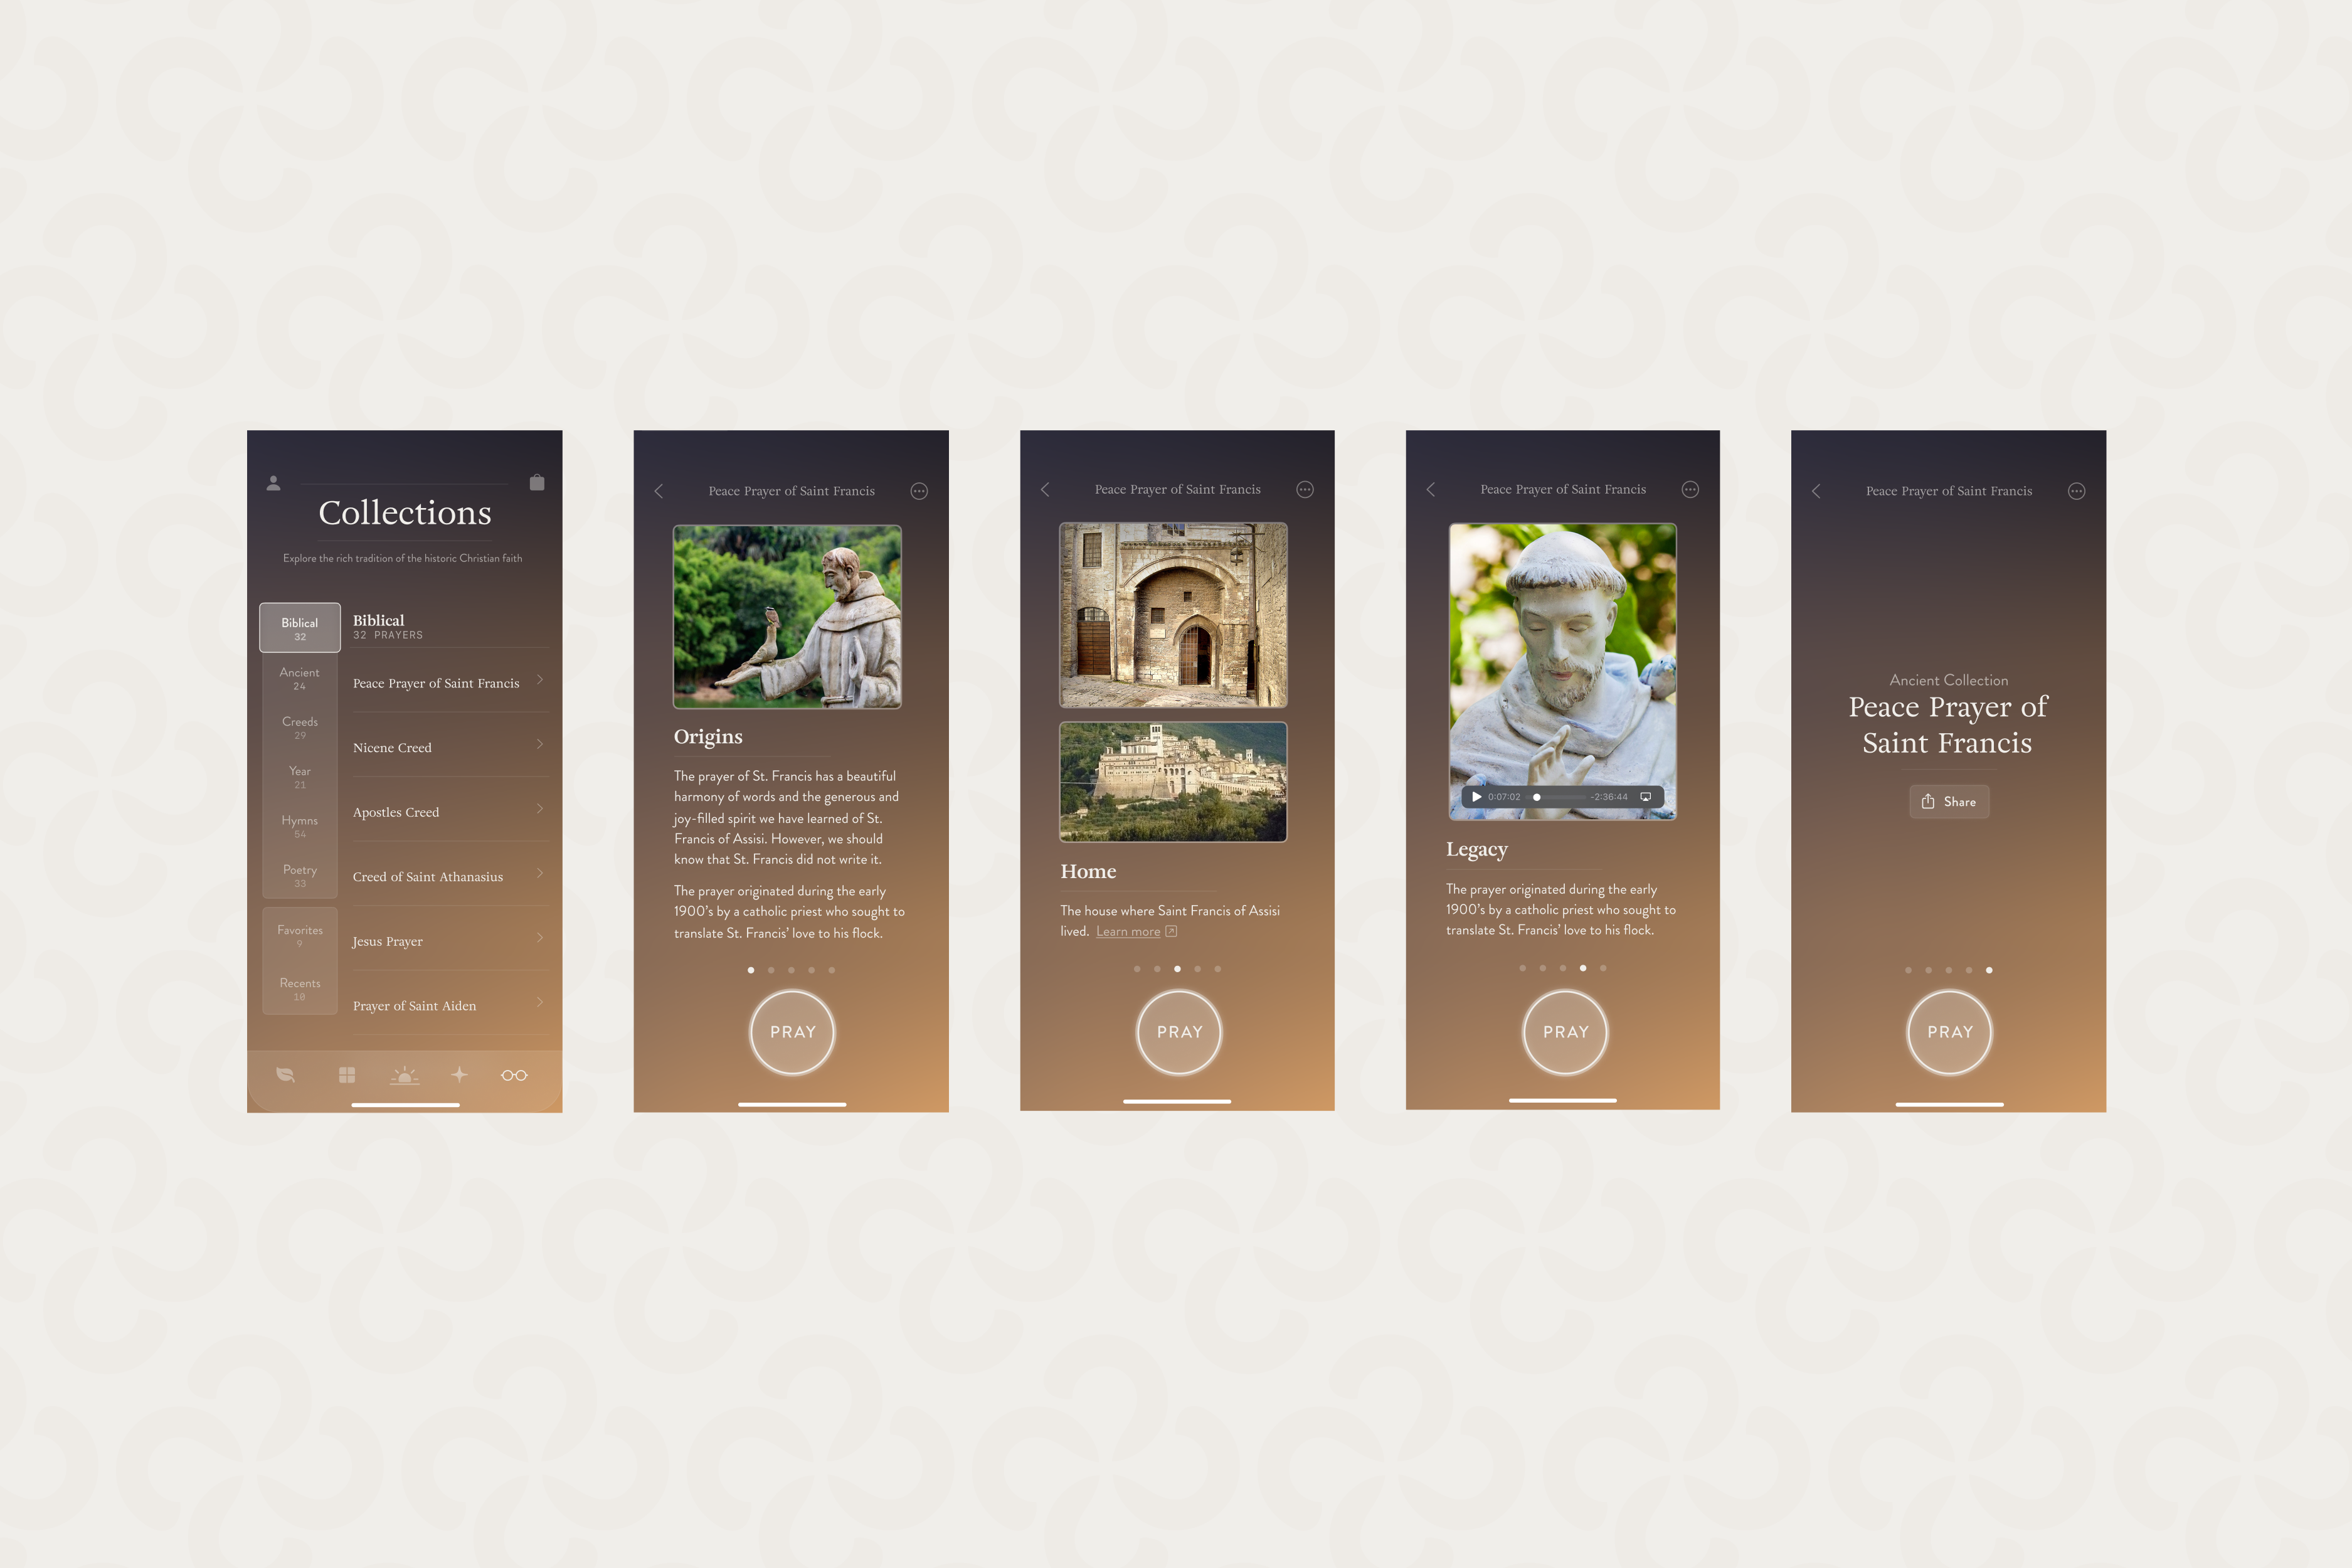 Collections
Explore the rich tradition of the historic Christian faith
Biblical
32
Ancient
24
Creeds
29
Year
21
Hymns
54
Poetry
33
Favorites
9
Recents
10
Biblical
32 PRAYERS
Peace Prayer of Saint Francis
Nicene Creed
Apostles Creed
Creed of Saint Athanasius
Jesus Prayer
Prayer of Saint Aiden
Peace Prayer of Saint Francis
Origins
The prayer of St. Francis has a beautiful
harmony of words and the generous and
joy-filled spirit we have learned of St.
Francis of Assisi. However, we should
know that St. Francis did not write it.
The prayer originated during the early
1900's by a catholic priest who sought to
translate St. Francis' love to his flock.
PRAY
Peace Prayer of Saint Francis
Home
The house where Saint Francis of Assisi
lived. Learn more
PRAY
Peace Prayer of Saint Francis
0:07:02 -2:36:44
Legacy
The prayer originated during the early
1900's by a catholic priest who sought to
translate St. Francis' love to his flock.
PRAY
Peace Prayer of Saint Francis
Ancient Collection
Peace Prayer of
Saint Francis
Share
PRAY